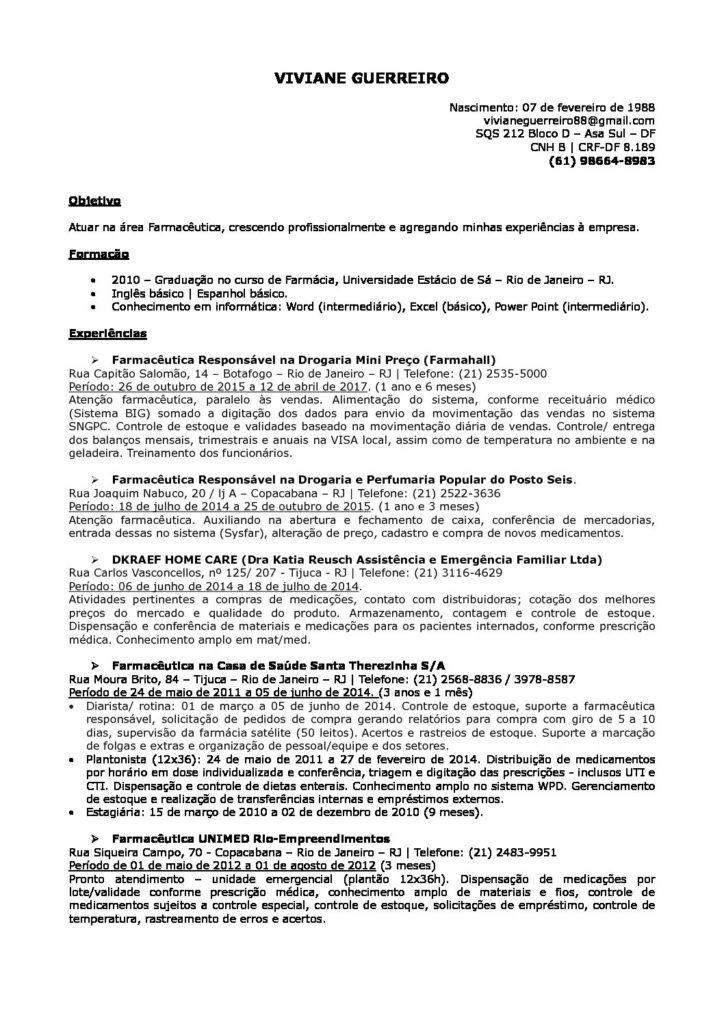 VIVIANE GUERREIRO
Nascimento: 07 de fevereiro de 1988
vivianeguerreiro88@gmail.com
SQS 212 Bloco D – Asa Sul – DF
CNH B | CRF-DF 8.189
(61) 98664-8983
Objetivo
Atuar na área Farmacêutica, crescendo profissionalmente e agregando minhas experiências à empresa.
Formação
• 2010 – Graduação no curso de Farmácia, Universidade Estácio de Sá – Rio de Janeiro – RJ.
• Inglês básico | Espanhol básico.
• Conhecimento em informática: Word (intermediário), Excel (básico), Power Point (intermediário).
Experiências
➢ Farmacêutica Responsável na Drogaria Mini Preço (Farmahall)
Rua Capitão Salomão, 14 – Botafogo – Rio de Janeiro – RJ | Telefone: (21) 2535-5000
Período: 26 de outubro de 2015 a 12 de abril de 2017. (1 ano e 6 meses)
Atenção farmacêutica, paralelo às vendas. Alimentação do sistema, conforme receituário médico
(Sistema BIG) somado a digitação dos dados para envio da movimentação das vendas no sistema
SNGPC. Controle de estoque e validades baseado na movimentação diária de vendas. Controle/ entrega
dos balanços mensais, trimestrais e anuais na VISA local, assim como de temperatura no ambiente e na
geladeira. Treinamento dos funcionários.
➢ Farmacêutica Responsável na Drogaria e Perfumaria Popular do Posto Seis.
Rua Joaquim Nabuco, 20 / lj A – Copacabana – RJ | Telefone: (21) 2522-3636
Período: 18 de julho de 2014 a 25 de outubro de 2015. (1 ano e 3 meses)
Atenção farmacêutica. Auxiliando na abertura e fechamento de caixa, conferência de mercadorias,
entrada dessas no sistema (Sysfar), alteração de preço, cadastro e compra de novos medicamentos.
➢ DKRAEF HOME CARE (Dra Katia Reusch Assistência e Emergência Familiar Ltda)
Rua Carlos Vasconcellos, nº 125/ 207 - Tijuca - RJ | Telefone: (21) 3116-4629
Período: 06 de junho de 2014 a 18 de julho de 2014.
Atividades pertinentes a compras de medicações, contato com distribuidoras; cotação dos melhores
preços do mercado e qualidade do produto. Armazenamento, contagem e controle de estoque.
Dispensação e conferência de materiais e medicações para os pacientes internados, conforme prescrição
médica. Conhecimento amplo em mat/med.
➢ Farmacêutica na Casa de Saúde Santa Therezinha S/A
Rua Moura Brito, 84 – Tijuca – Rio de Janeiro – RJ | Telefone: (21) 2568-8836 / 3978-8587
Período de 24 de maio de 2011 a 05 de junho de 2014. (3 anos e 1 mês)
• Diarista/ rotina: 01 de março a 05 de junho de 2014. Controle de estoque, suporte a farmacêutica
responsável, solicitação de pedidos de compra gerando relatórios para compra com giro de 5 a 10
dias, supervisão da farmácia satélite (50 leitos). Acertos e rastreios de estoque. Suporte a marcação
de folgas e extras e organização de pessoal/equipe e dos setores.
• Plantonista (12x36): 24 de maio de 2011 a 27 de fevereiro de 2014. Distribuição de medicamentos
por horário em dose individualizada e conferência, triagem e digitação das prescrições - inclusos UTI e
CTI. Dispensação e controle de dietas enterais. Conhecimento amplo no sistema WPD. Gerenciamento
de estoque e realização de transferências internas e empréstimos externos.
• Estagiária: 15 de março de 2010 a 02 de dezembro de 2010 (9 meses).
➢ Farmacêutica UNIMED Rio-Empreendimentos
Rua Siqueira Campo, 70 - Copacabana – Rio de Janeiro – RJ | Telefone: (21) 2483-9951
Período de 01 de maio de 2012 a 01 de agosto de 2012 (3 meses)
Pronto atendimento – unidade emergencial (plantão 12x36h). Dispensação de medicações por
lote/validade conforme prescrição médica, conhecimento amplo de materiais e fios, controle de
medicamentos sujeitos a controle especial, controle de estoque, solicitações de empréstimo, controle de
temperatura, rastreamento de erros e acertos.